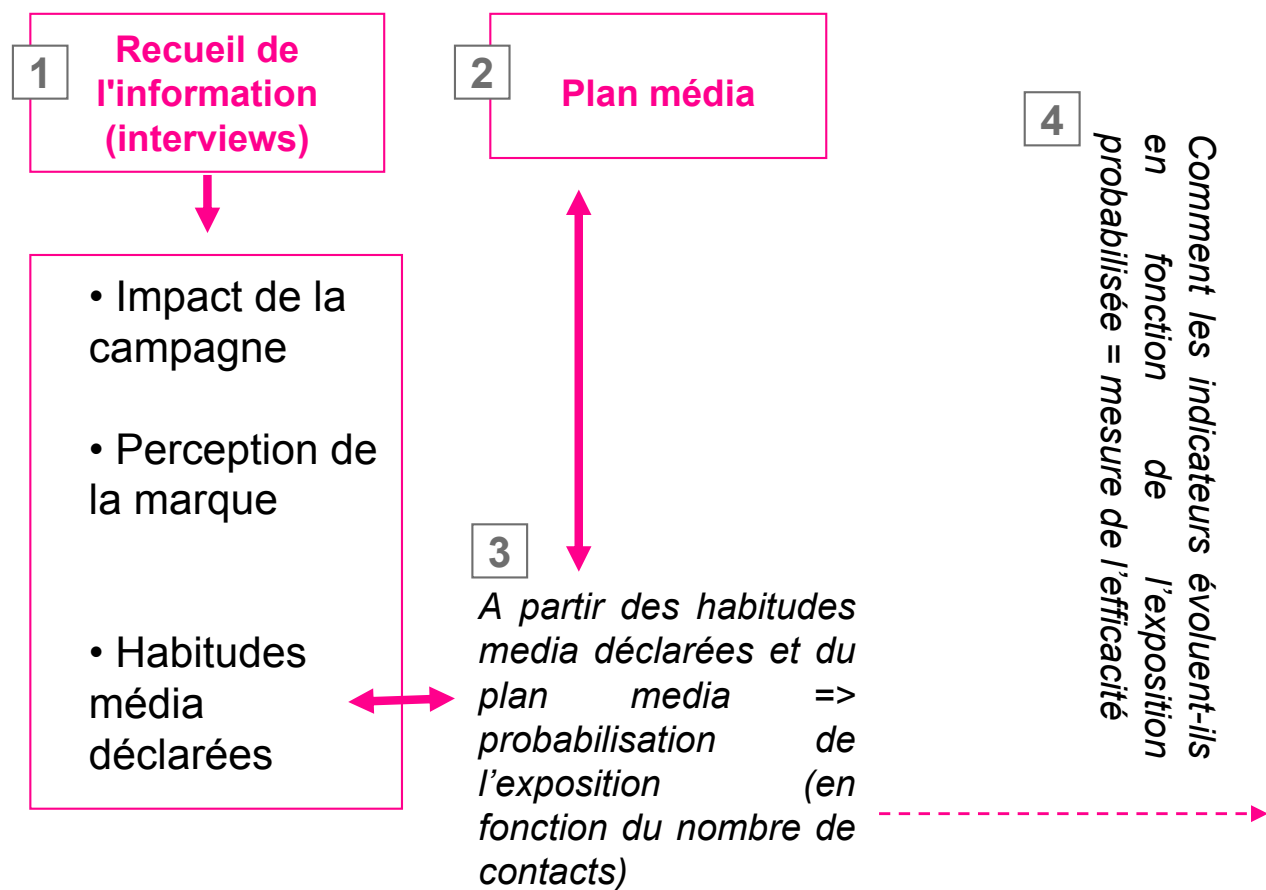 1
Recueil de
l'information
(interviews)
2
Plan média
• Impact de la
campagne
• Perception de
la marque
• Habitudes
média
déclarées
3
A partir des habitudes
media déclarées et du
plan media =>
probabilisation de
l’exposition (en
fonction du nombre de
contacts)
4
Comment les indicateurs évoluent-ils
en fonction de l’exposition
probabilisée = mesure de l’efficacité